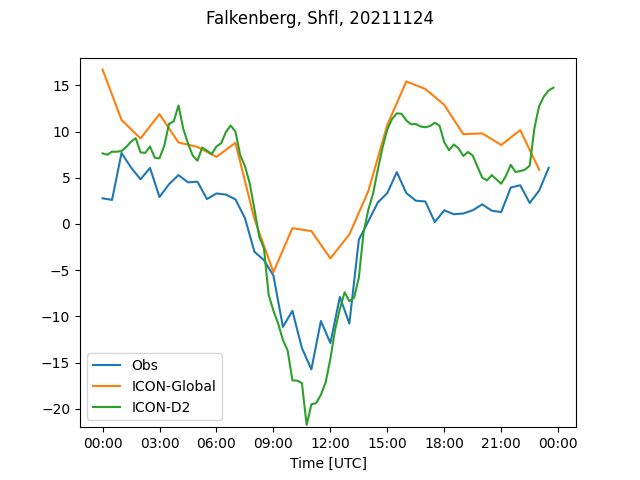 Falkenberg, Shfl, 20211124
15
10
5
0
−5
−10
−15
−20
Obs
ICON-Global
ICON-D2
00:00 03:00 06:00 09:00 12:00 15:00 18:00 21:00 00:00
Time [UTC]